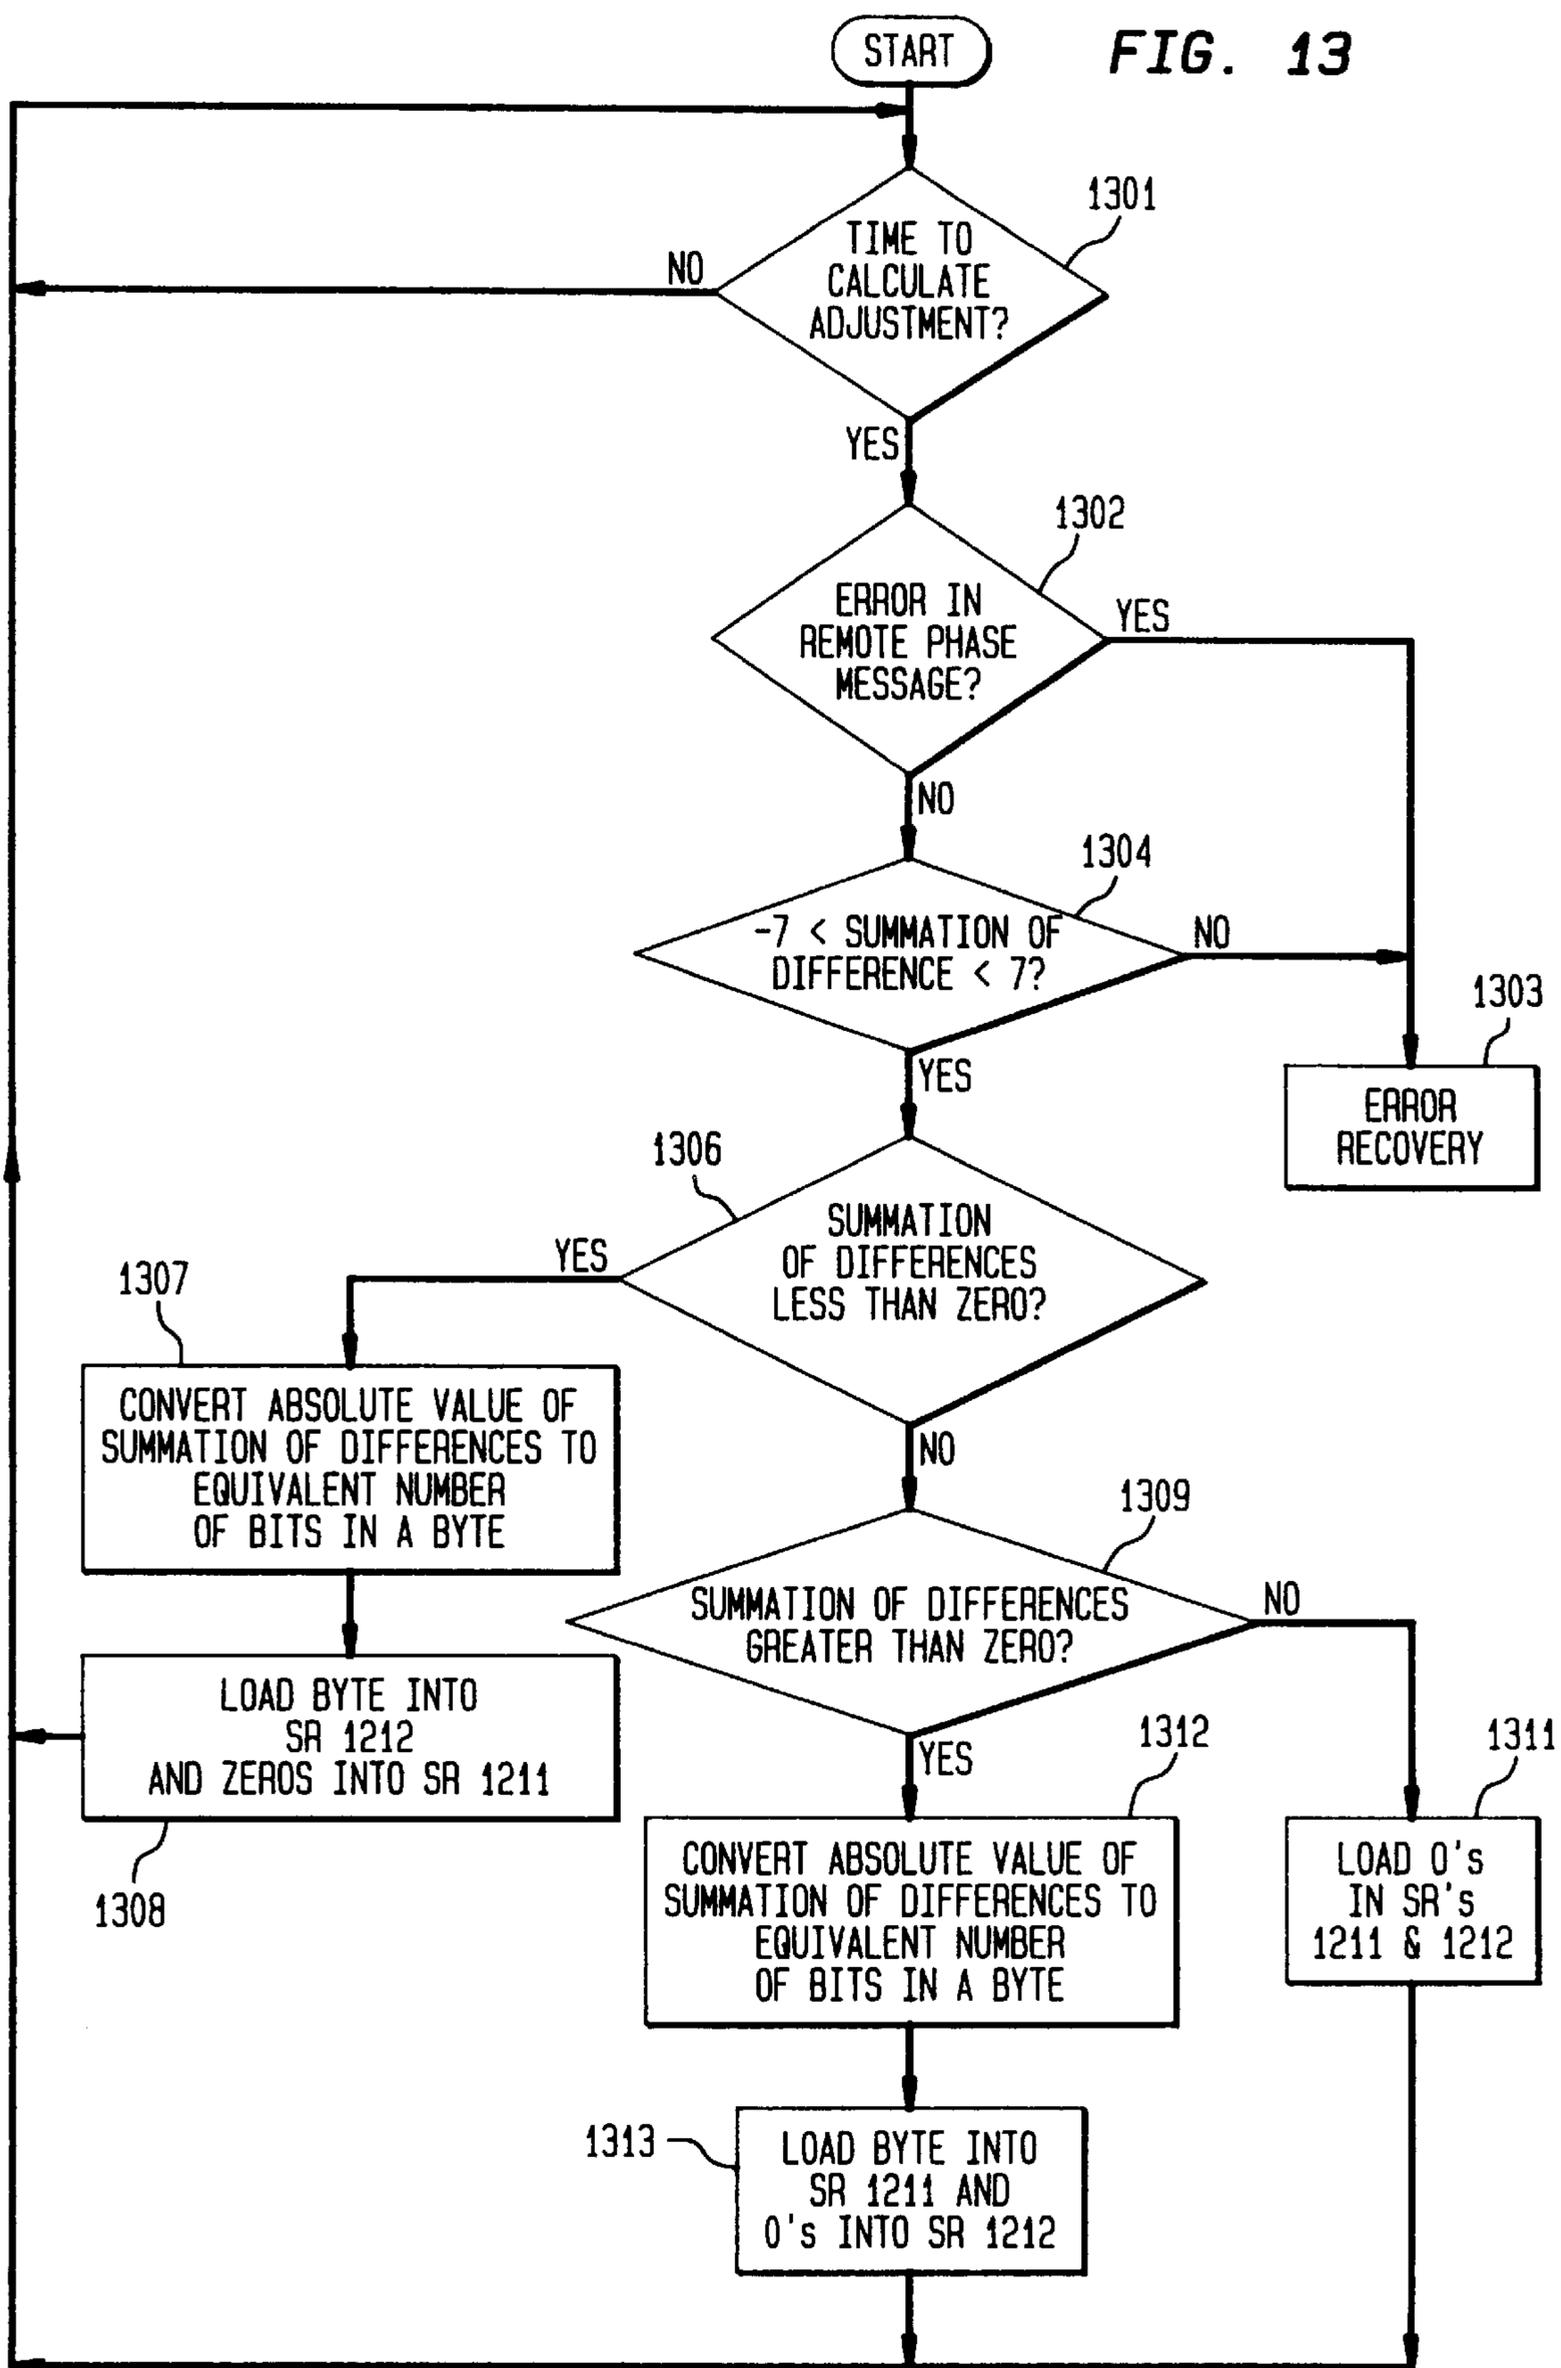 START
FIG. 13
1301
TIME TO
CALCULATE
ADJUSTMENT?
NO
YES
1302
ERROR IN
REMOTE PHASE
MESSAGE?
YES
NO
1304
-7 < SUMMATION OF
DIFFERENCE < 7?
NO
YES
1303
ERROR
RECOVERY
1306
SUMMATION
OF DIFFERENCES
LESS THAN ZERO?
YES
NO
1307
CONVERT ABSOLUTE VALUE OF
SUMMATION OF DIFFERENCES TO
EQUIVALENT NUMBER
OF BITS IN A BYTE
LOAD BYTE INTO
SR 1212
AND ZEROS INTO SR 1211
1308
1309
SUMMATION OF DIFFERENCES
GREATER THAN ZERO?
NO
YES
1312
CONVERT ABSOLUTE VALUE OF
SUMMATION OF DIFFERENCES TO
EQUIVALENT NUMBER
OF BITS IN A BYTE
1311
LOAD 0's
IN SR's
1211 & 1212
1313
LOAD BYTE INTO
SR 1211 AND
0's INTO SR 1212